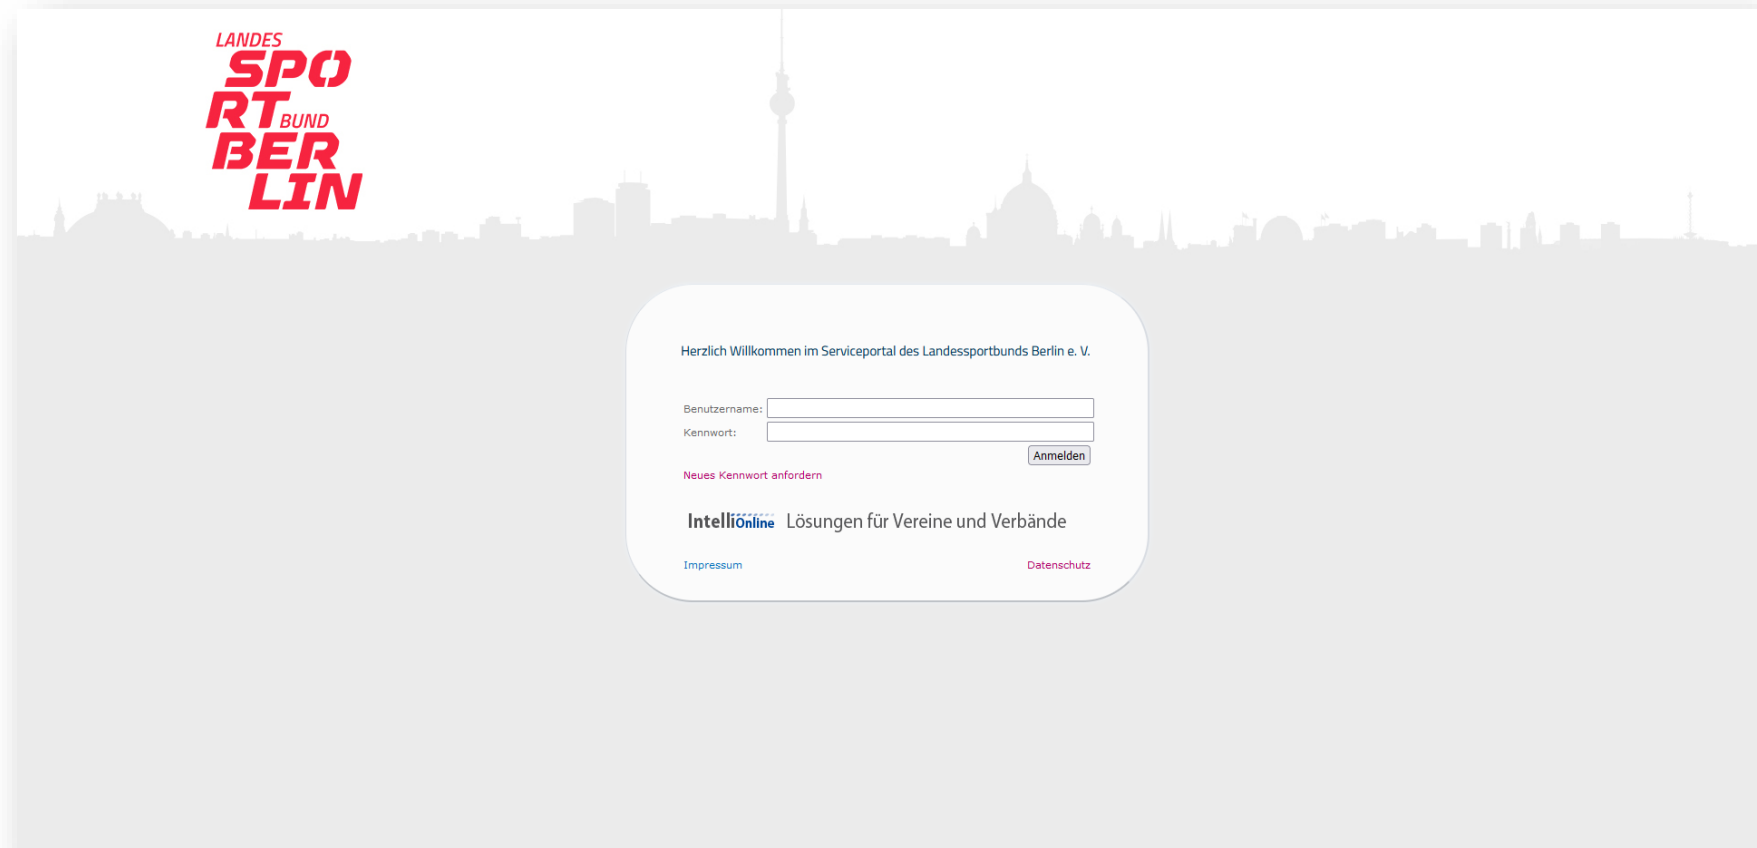 LANDES
SPO
RT BUND
BER
LIN
Herzlich Willkommen im Serviceportal des Landessportbunds Berlin e. V.
Benutzername:
Kennwort:
Anmelden
Neues Kennwort anfordern
IntelliOnline Lösungen für Vereine und Verbände
Impressum Datenschutz